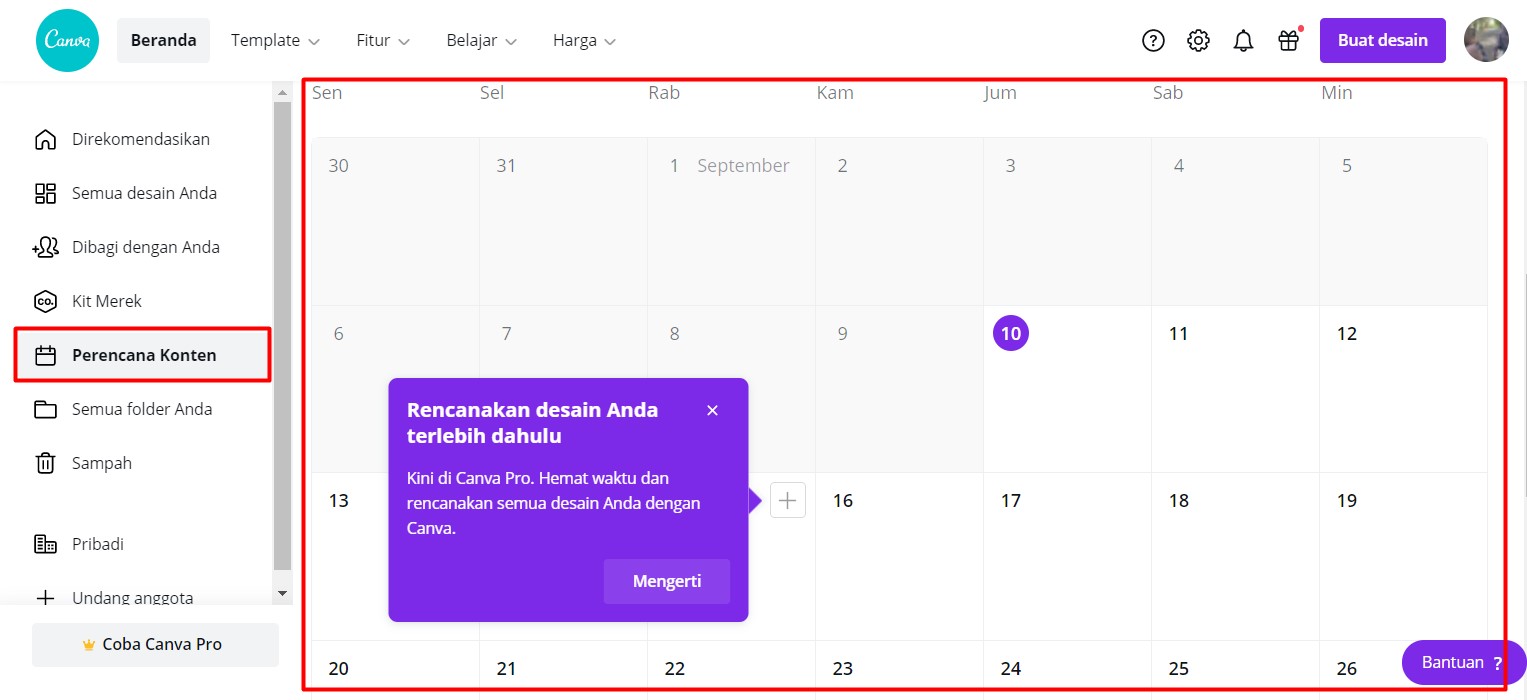 Canva
Beranda
Template
Fitur
Belajar
Harga
?
Buat desain
Direkomendasikan
Semua desain Anda
Dibagi dengan Anda
CO.
Kit Merek
Perencana Konten
Semua folder Anda
Sampah
Pribadi
Undang anggota
Coba Canva Pro
Sen Sel Rab Kam Jum Sab Min
30 31 1 September 2 3 4 5
6 7 8 9 10 11 12
Rencanakan desain Anda
terlebih dahulu
Kini di Canva Pro. Hemat waktu dan
rencanakan semua desain Anda dengan
Canva.
Mengerti
13 16 17 18 19
20 21 22 23 24 25 26
Bantuan ?